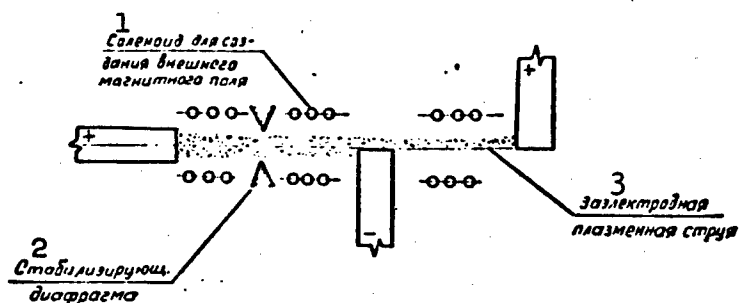 1
Соленоид для соз-
дания внешнего
магнитного поля
+
+
3
Заэлектродная
плазменная струя
-
2
Стабилизирующ.
диафрагма